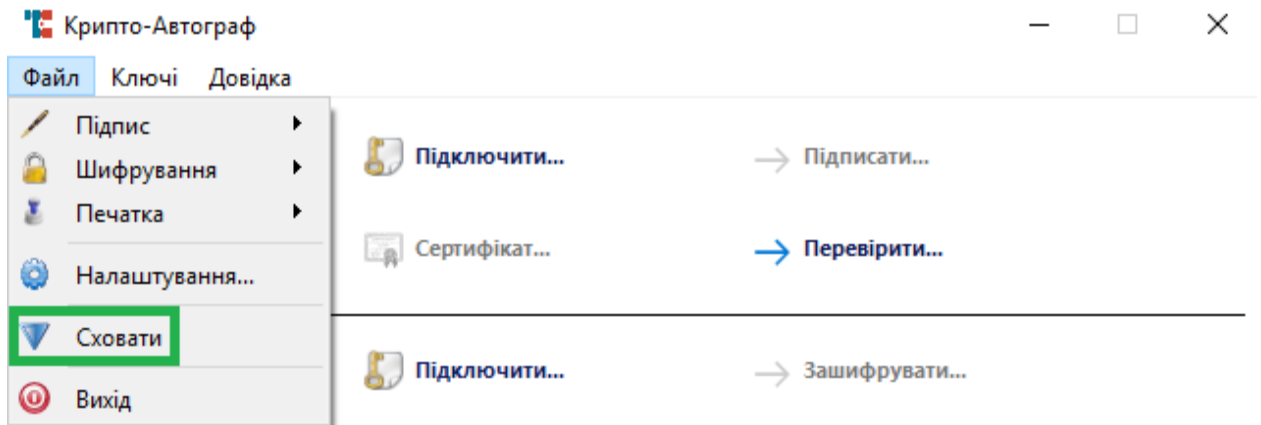 Крипто-Автограф
Файл Ключі Довідка
Підпис
Шифрування
Печатка
Налаштування...
Сховати
Вихід
Підключити... Підписати...
Сертифікат... Перевірити...
Підключити... Зашифрувати...